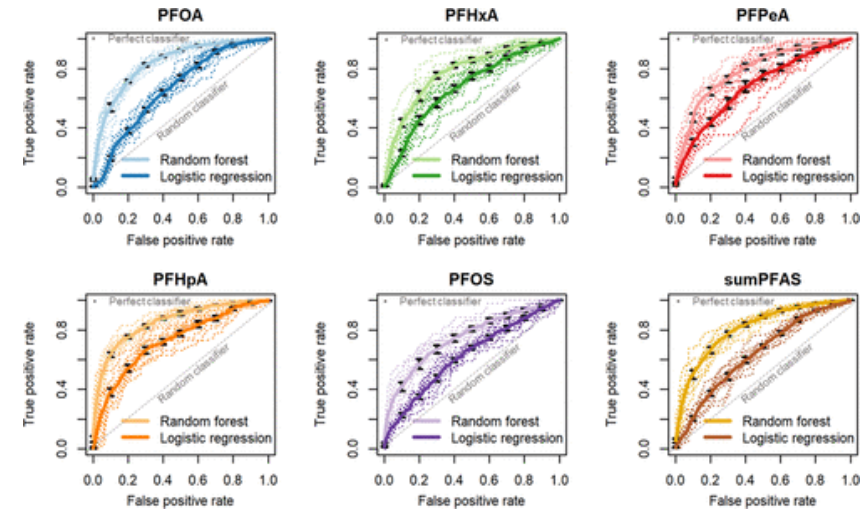 PFOA
Perfect classifier
Random classifier
Random forest
Logistic regression
True positive rate
0.0 0.4 0.8
0.0 0.2 0.4 0.6 0.8 1.0
False positive rate
PFHxA
Perfect classifier
Random classifier
Random forest
Logistic regression
True positive rate
0.0 0.4 0.8
0.0 0.2 0.4 0.6 0.8 1.0
False positive rate
PFPeA
Perfect classifier
Random classifier
Random forest
Logistic regression
True positive rate
0.0 0.4 0.8
0.0 0.2 0.4 0.6 0.8 1.0
False positive rate
PFHpA
Perfect classifier
Random classifier
Random forest
Logistic regression
True positive rate
0.0 0.4 0.8
0.0 0.2 0.4 0.6 0.8 1.0
False positive rate
PFOS
Perfect classifier
Random classifier
Random forest
Logistic regression
True positive rate
0.0 0.4 0.8
0.0 0.2 0.4 0.6 0.8 1.0
False positive rate
sumPFAS
Perfect classifier
Random classifier
Random forest
Logistic regression
True positive rate
0.0 0.4 0.8
0.0 0.2 0.4 0.6 0.8 1.0
False positive rate